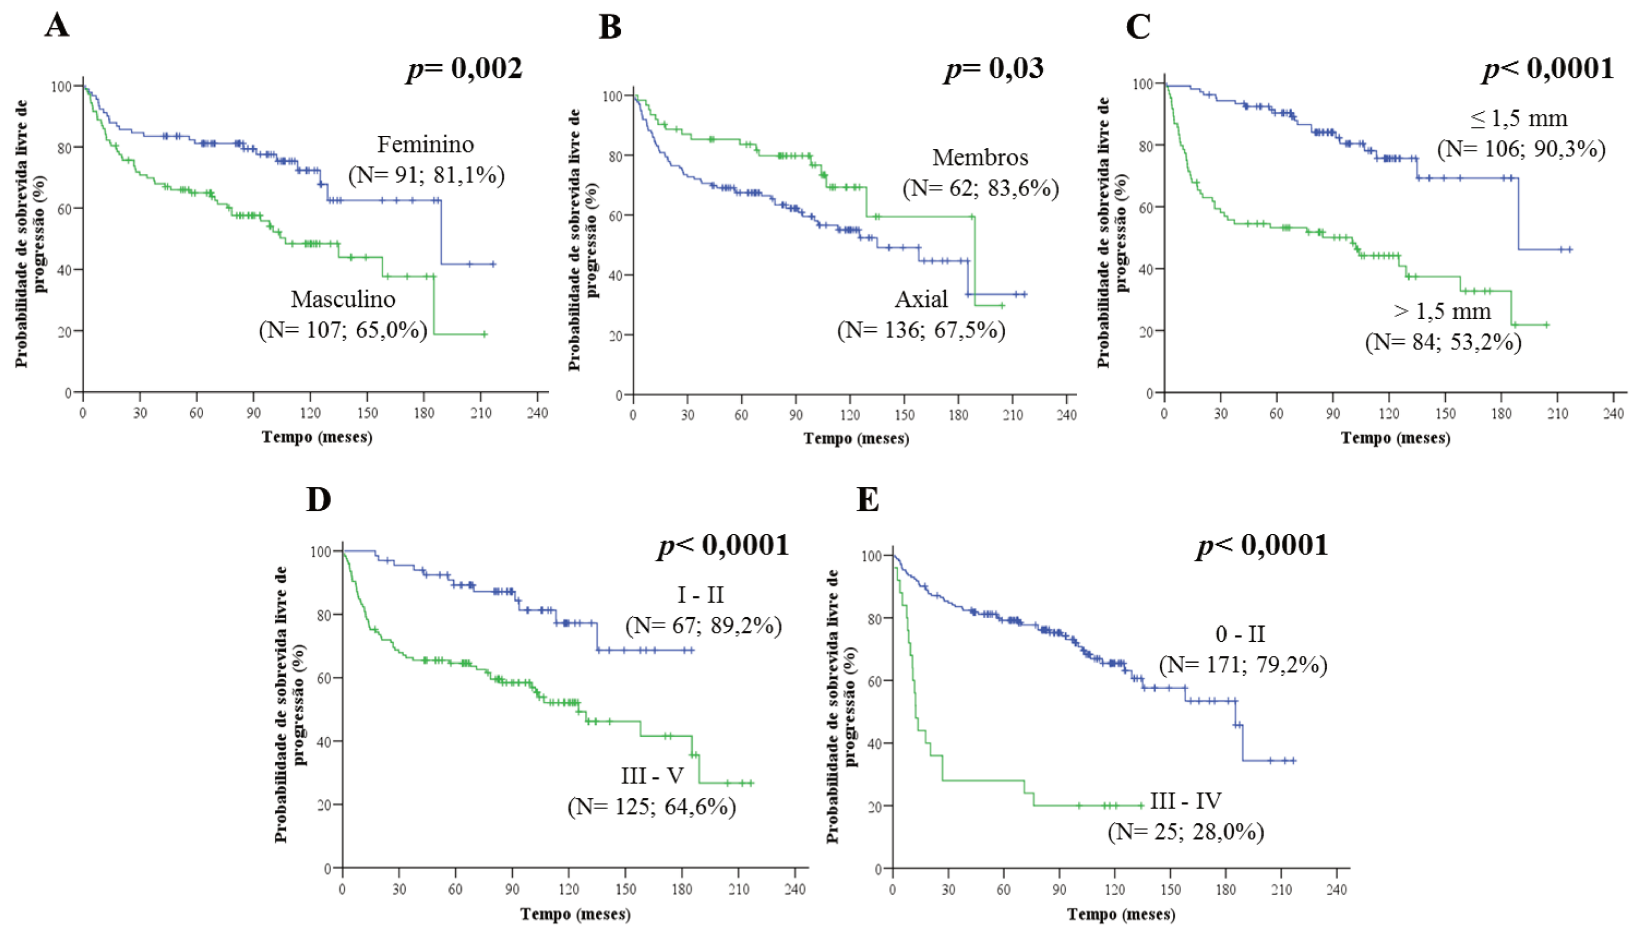 A
p= 0,002
Probabilidade de sobrevida livre de
progressão (%)
100
80
60
40
20
0
Feminino
(N= 91; 81,1%)
Masculino
(N= 107; 65,0%)
0 30 60 90 120 150 180 210 240
Tempo (meses)
B
p= 0,03
Probabilidade de sobrevida livre de
progressão (%)
100
80
60
40
20
0
Membros
(N= 62; 83,6%)
Axial
(N= 136; 67,5%)
0 30 60 90 120 150 180 210 240
Tempo (meses)
C
p< 0,0001
Probabilidade de sobrevida livre de
progressão (%)
100
80
60
40
20
0
≤ 1,5 mm
(N= 106; 90,3%)
> 1,5 mm
(N= 84; 53,2%)
0 30 60 90 120 150 180 210 240
Tempo (meses)
D
p< 0,0001
Probabilidade de sobrevida livre de
progressão (%)
100
80
60
40
20
0
I - II
(N= 67; 89,2%)
III - V
(N= 125; 64,6%)
0 30 60 90 120 150 180 210 240
Tempo (meses)
E
p< 0,0001
Probabilidade de sobrevida livre de
progressão (%)
100
80
60
40
20
0
0 - II
(N= 171; 79,2%)
III - IV
(N= 25; 28,0%)
0 30 60 90 120 150 180 210 240
Tempo (meses)